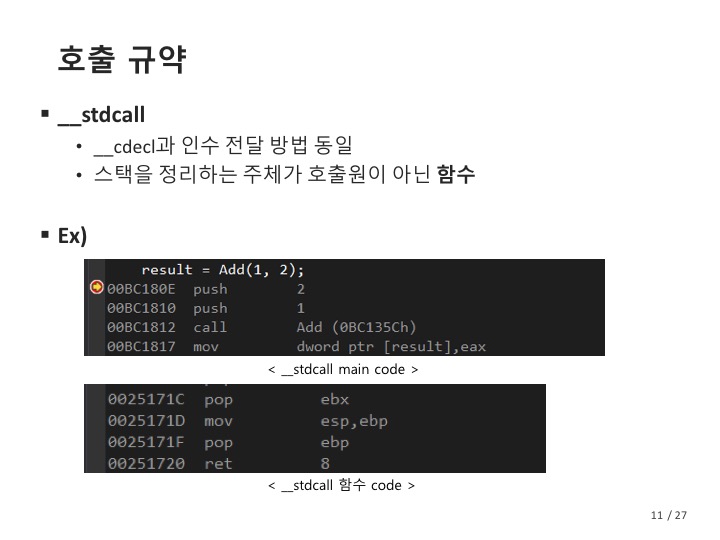 호출 규약
▪ __stdcall
• __cdecl과 인수 전달 방법 동일
• 스택을 정리하는 주체가 호출원이 아닌 함수
▪ Ex)
result = Add(1, 2);
00BC180E push 2
00BC1810 push 1
00BC1812 call Add (0BC135Ch)
00BC1817 mov dword ptr [result],eax
< __stdcall main code >
0025171C pop ebx
0025171D mov esp,ebp
0025171F pop ebp
00251720 ret 8
< __stdcall 함수 code >
11 / 27